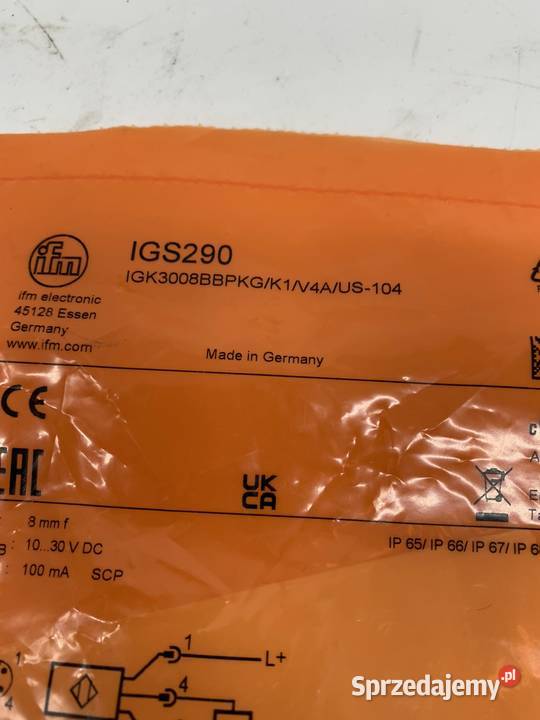 ifm
IGS290
IGK3008BBPKG/K1/V4A/US-104
ifm electronic
45128 Essen
Germany
www.ifm.com
Made in Germany
CE
EAC
UK
CA
8 mm f
10...30 V DC
IP 65/ IP 66/ IP 67/ IP 6
100 mA SCP
1
1
L+
4
Sprzedajemy.pl